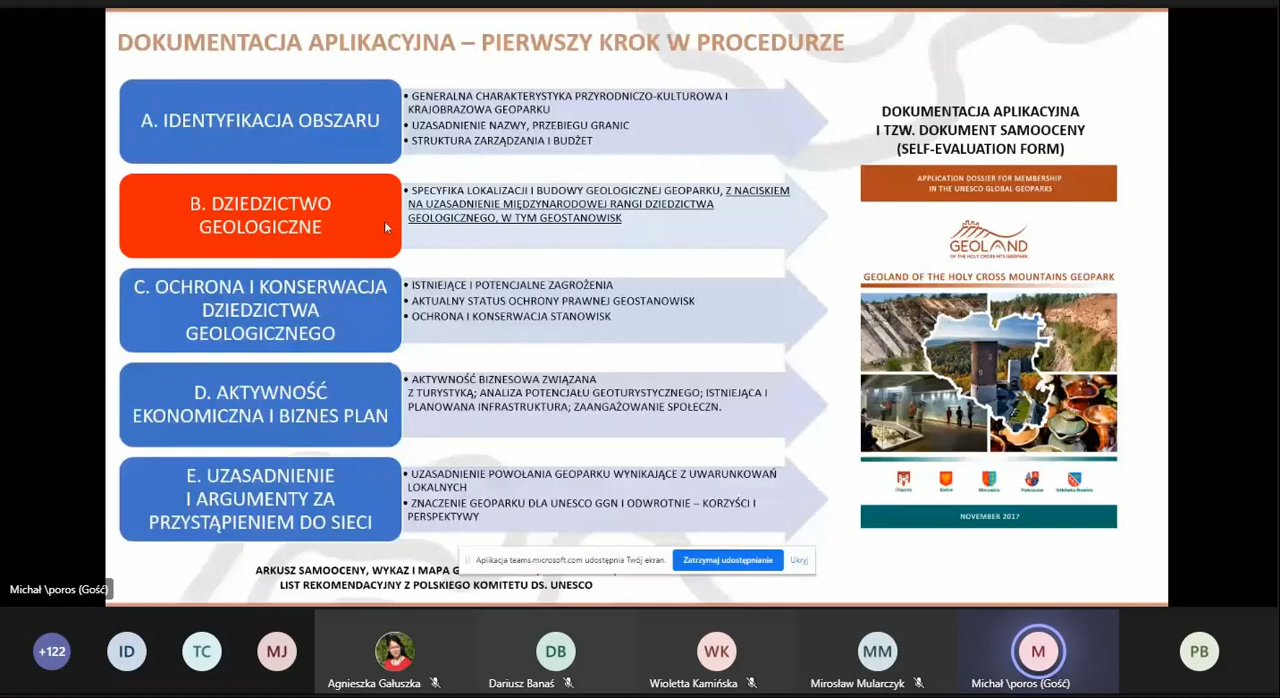 DOKUMENTACJA APLIKACYJNA – PIERWSZY KROK W PROCEDURZE
A. IDENTYFIKACJA OBSZARU
• GENERALNA CHARAKTERYSTYKA PRZYRODNICZO-KULTUROWA I
KRAJOBRAZOWA GEOPARKU
• UZASADNIENIE NAZWY, PRZEBIEGU GRANIC
• STRUKTURA ZARZĄDZANIA I BUDŻET
B. DZIEDZICTWO
GEOLOGICZNE
• SPECYFIKA LOKALIZACJI I BUDOWY GEOLOGICZNEJ GEOPARKU, Z NACISKIEM
NA UZASADNIENIE MIĘDZYNARODOWEJ RANGI DZIEDZICTWA
GEOLOGICZNEGO, W TYM GEOSTANOWISK
C. OCHRONA I KONSERWACJA
DZIEDZICTWA
GEOLOGICZNEGO
• ISTNIEJĄCE I POTENCJALNE ZAGROŻENIA
• AKTUALNY STATUS OCHRONY PRAWNEJ GEOSTANOWISK
• OCHRONA I KONSERWACJA STANOWISK
D. AKTYWNOŚĆ
EKONOMICZNA I BIZNES PLAN
• AKTYWNOŚĆ BIZNESOWA ZWIĄZANA
Z TURYSTYKĄ; ANALIZA POTENCJAŁU GEOTURYSTYCZNEGO; ISTNIEJĄCA I
PLANOWANA INFRASTRUKTURA; ZAANGAŻOWANIE SPOŁECZN.
E. UZASADNIENIE
I ARGUMENTY ZA
PRZYSTĄPIENIEM DO SIECI
• UZASADNIENIE POWOŁANIA GEOPARKU WYNIKAJĄCE Z UWARUNKOWAŃ
LOKALNYCH
• ZNACZENIE GEOPARKU DLA UNESCO GGN I ODWROTNIE – KORZYŚCI I
PERSPEKTYWY
DOKUMENTACJA APLIKACYJNA
I TZW. DOKUMENT SAMOOCENY
(SELF-EVALUATION FORM)
APPLICATION DOSSIER FOR MEMBERSHIP
IN THE UNESCO GLOBAL GEOPARKS
GEOLAND
OF THE HOLY CROSS MTS GEOPARK
GEOLAND OF THE HOLY CROSS MOUNTAINS GEOPARK
NOVEMBER 2017
Aplikacja teams.microsoft.com udostępnia Twój ekran.
Zatrzymaj udostępnianie
Ukryj
ARKUSZ SAMOOCENY, WYKAZ I MAPA
LIST REKOMENDACYJNY Z POLSKIEGO KOMITETU DS. UNESCO
Michał \poros (Gość)
+122
ID
TC
MJ
Agnieszka Gałuszka
DB
Dariusz Banaś
WK
Wioletta Kamińska
MM
Mirosław Mularczyk
M
Michał \poros (Gość)
PB